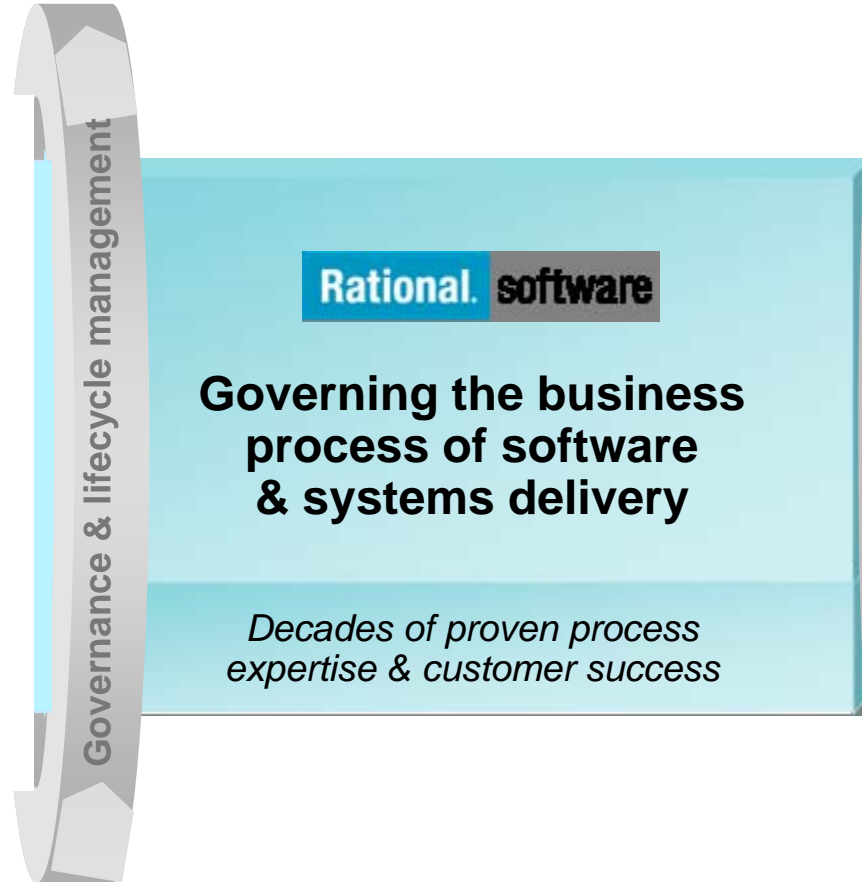 Governance & lifecycle management
Rational. software
Governing the business
process of software
& systems delivery
Decades of proven process
expertise & customer success